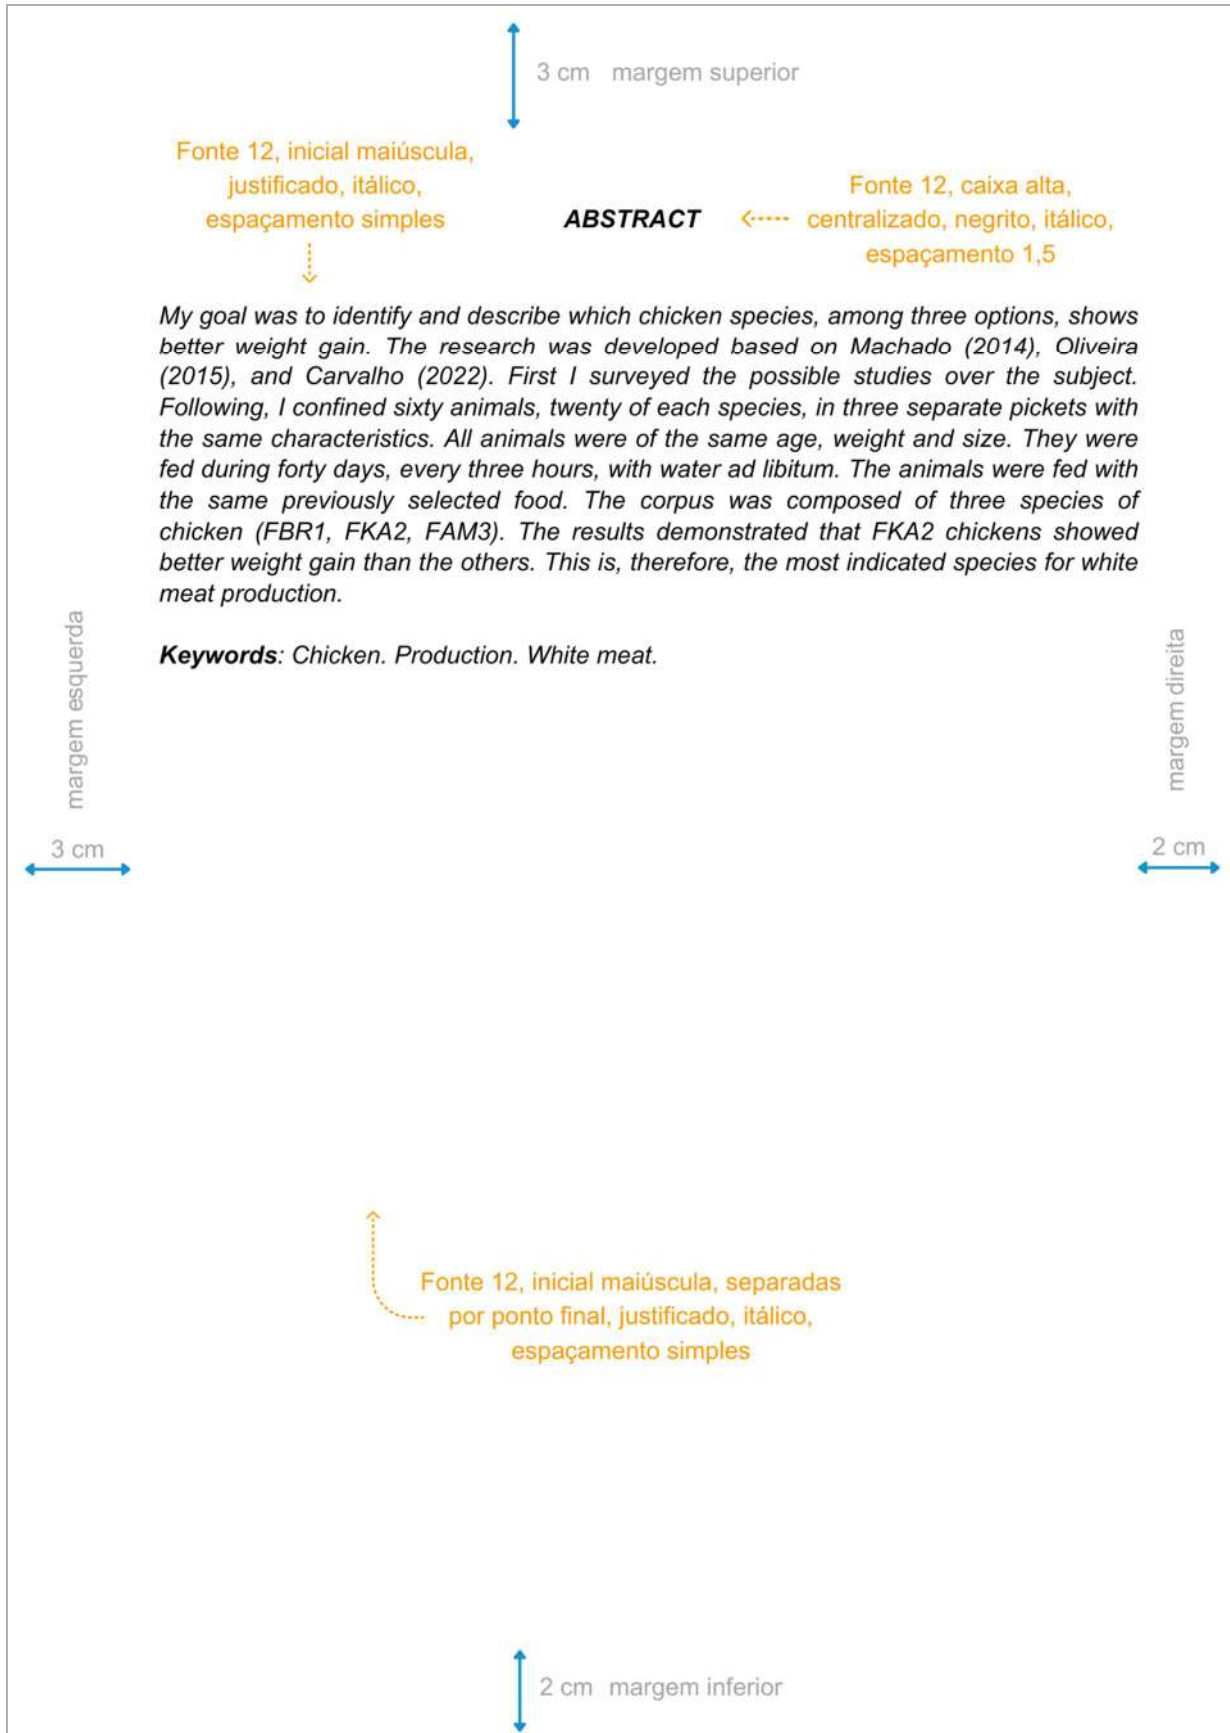 3 cm margem superior
Fonte 12, inicial maiúscula,
justificado, itálico,
espaçamento simples
ABSTRACT
Fonte 12, caixa alta,
centralizado, negrito, itálico,
espaçamento 1,5
My goal was to identify and describe which chicken species, among three options, shows
better weight gain. The research was developed based on Machado (2014), Oliveira
(2015), and Carvalho (2022). First I surveyed the possible studies over the subject.
Following, I confined sixty animals, twenty of each species, in three separate pickets with
the same characteristics. All animals were of the same age, weight and size. They were
fed during forty days, every three hours, with water ad libitum. The animals were fed with
the same previously selected food. The corpus was composed of three species of
chicken (FBR1, FKA2, FAM3). The results demonstrated that FKA2 chickens showed
better weight gain than the others. This is, therefore, the most indicated species for white
meat production.
Keywords: Chicken. Production. White meat.
margem esquerda
3 cm
margem direita
2 cm
Fonte 12, inicial maiúscula, separadas
por ponto final, justificado, itálico,
espaçamento simples
2 cm margem inferior